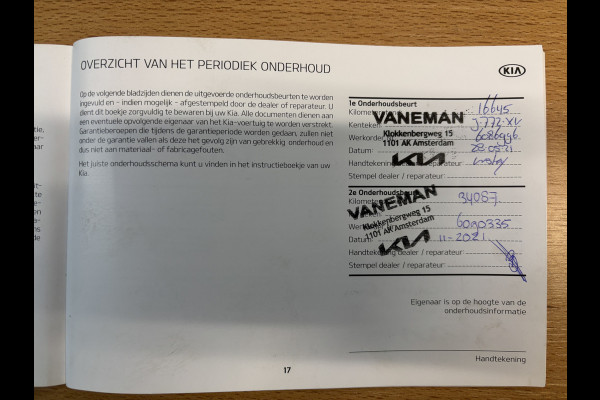 OVERZICHT VAN HET PERIODIEK ONDERHOUD
KIA
Op de volgende bladzijden dienen de uitgevoerde onderhoudsbeurten te worden
ingevuld en - indien mogelijk - afgestempeld door de dealer of reparateur. U
dient dit boekje zorgvuldig te bewaren bij uw Kia. Alle documenten dienen aan
een eventuele opvolgende eigenaar van het Kia-voertuig te worden verstrekt.
Garantieberoepen die tijdens de garantieperiode worden gedaan, zullen niet
onder de garantie vallen als deze het gevolg zijn van gebrekkig onderhoud en
dus niet aan materiaal- of fabricagefouten.
Het juiste onderhoudsschema kunt u vinden in het instructieboekje van uw
Kia.
1e Onderhoudsbeurt
16645
VANEMAN
Klokkenbergweg 15
1101 AK Amsterdam
KIA
Datum:
Stempel dealer / reparateur:
2e Onderhoudsbeurt
34087
VANEMAN
Klokkenbergweg 15
1101 AK Amsterdam
KIA
6090335
Datum:
11-2021
Handtekening dealer / reparateur:
Stempel dealer / reparateur:
Eigenaar is op de hoogte van de
onderhoudsinformatie
Handtekening
17